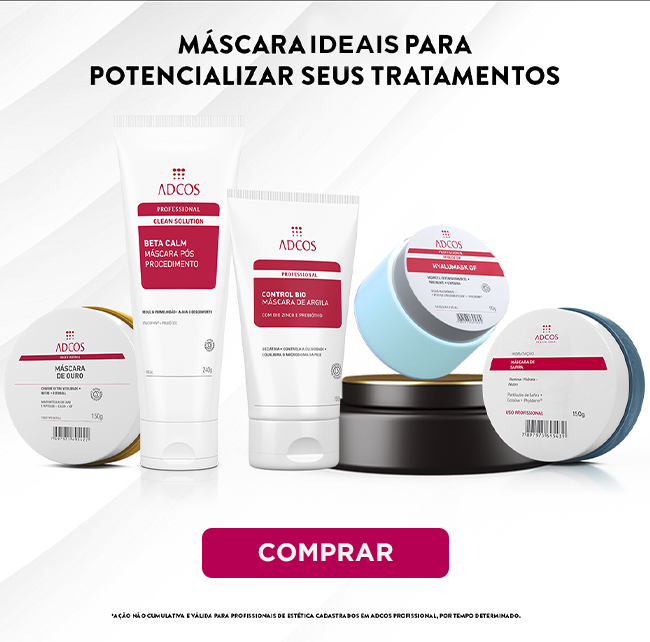 MÁSCARA IDEAIS PARA
POTENCIALIZAR SEUS TRATAMENTOS
ADCOS
PROFESSIONAL
CLEAN SOLUTION
BETA CALM
MÁSCARA PÓS
PROCEDIMENTO
240g
ADCOS
PROFESSIONAL
CONTROL BIO
MÁSCARA DE ARGILA
COM BIO ZINCO E PREBIÓTICO
ADCOS
PROFESSIONAL
HYALUMASK GF
ADCOS
MÁSCARA
DE OURO
150g
ADCOS
HIDRATAÇÃO
MÁSCARA DE
SAFIRA
USO PROFISSIONAL
150g
COMPRAR
*AÇÃO NÃO CUMULATIVA E VÁLIDA PARA PROFISSIONAIS DE ESTÉTICA CADASTRADOS EM ADCOS PROFISSIONAL, POR TEMPO DETERMINADO.